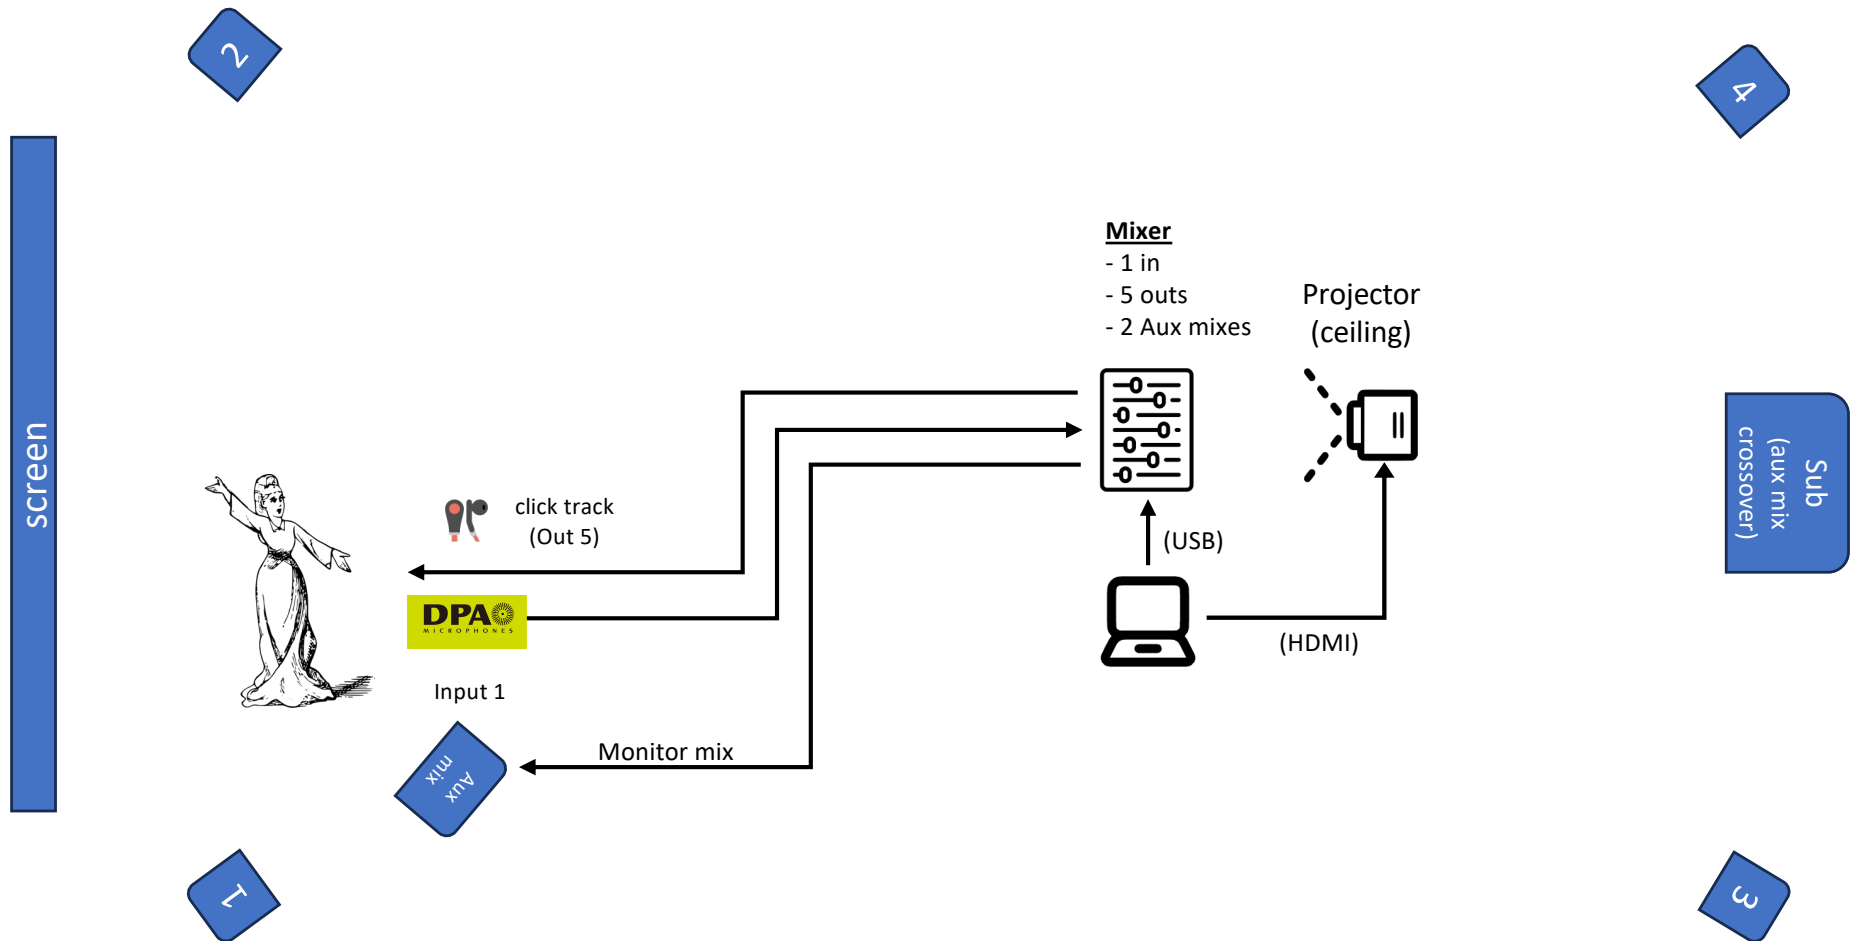 2
4
screen
Mixer
- 1 in
- 5 outs
- 2 Aux mixes
Projector
(ceiling)
Sub
(aux mix
crossover)
click track
(Out 5)
(USB)
DPA
MICROPHONES
(HDMI)
Input 1
Monitor mix
Aux
mix
1
3